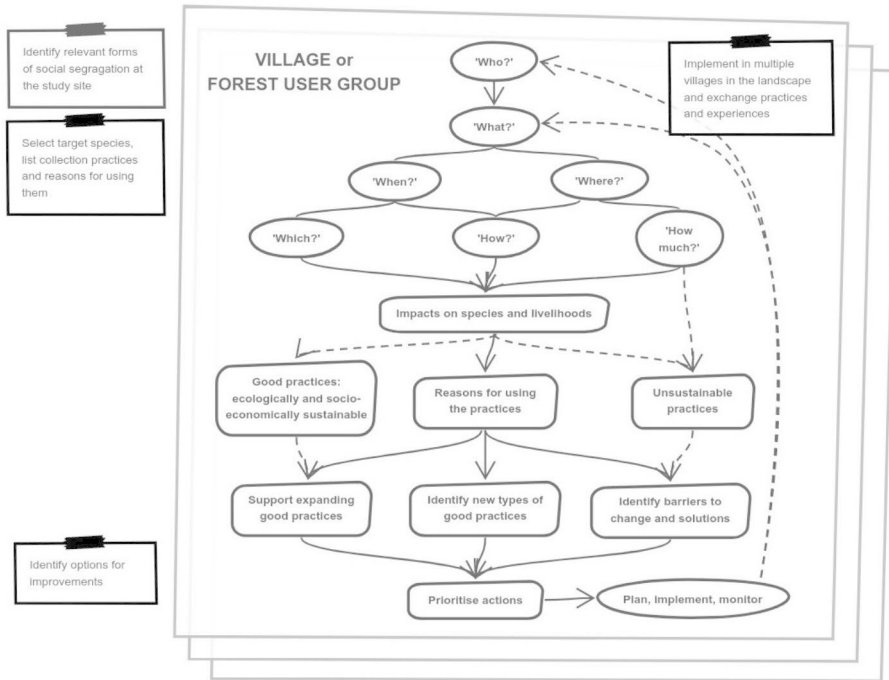 Identify relevant forms
of social segregation at
the study site
Select target species,
list collection practices
and reasons for using
them
Identify options for
improvements
VILLAGE or
FOREST USER GROUP
Implement in multiple
villages in the landscape
and exchange practices
and experiences
'Who?'
'What?'
'When?'
'Where?'
'Which?'
'How?'
'How
much?'
Impacts on species and livelihoods
Good practices:
ecologically and socio-
economically sustainable
Reasons for using
the practices
Unsustainable
practices
Support expanding
good practices
Identify new types of
good practices
Identify barriers to
change and solutions
Prioritise actions
Plan, Implement, monitor